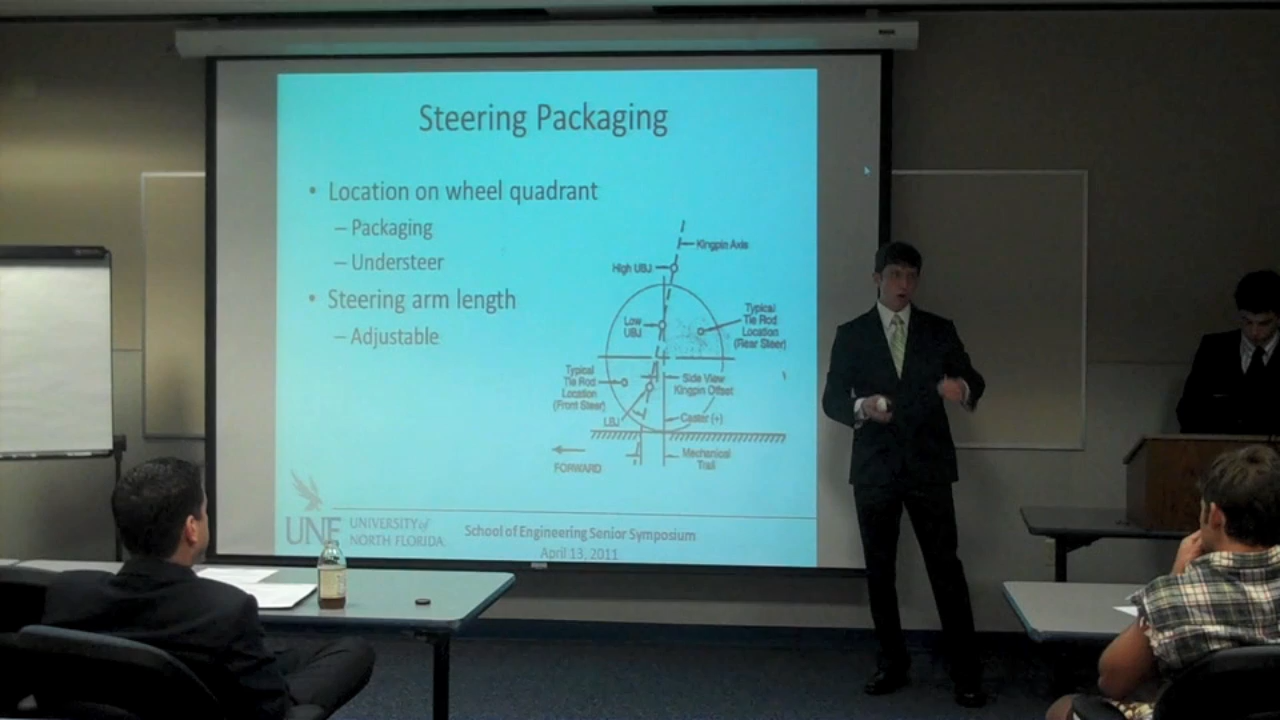 Steering Packaging
• Location on wheel quadrant
– Packaging
– Understeer
• Steering arm length
– Adjustable
Kingpin Axis
High UBJ
Low
UBJ
Typical
Tie Rod
Location
(Rear Steer)
Typical
Tie Rod
Location
(Front Steer)
Side View
Kingpin Offset
LBJ
Caster (+)
FORWARD
Mechanical
Trail
UNF
UNIVERSITY of
NORTH FLORIDA
School of Engineering Senior Symposium
April 13, 2011